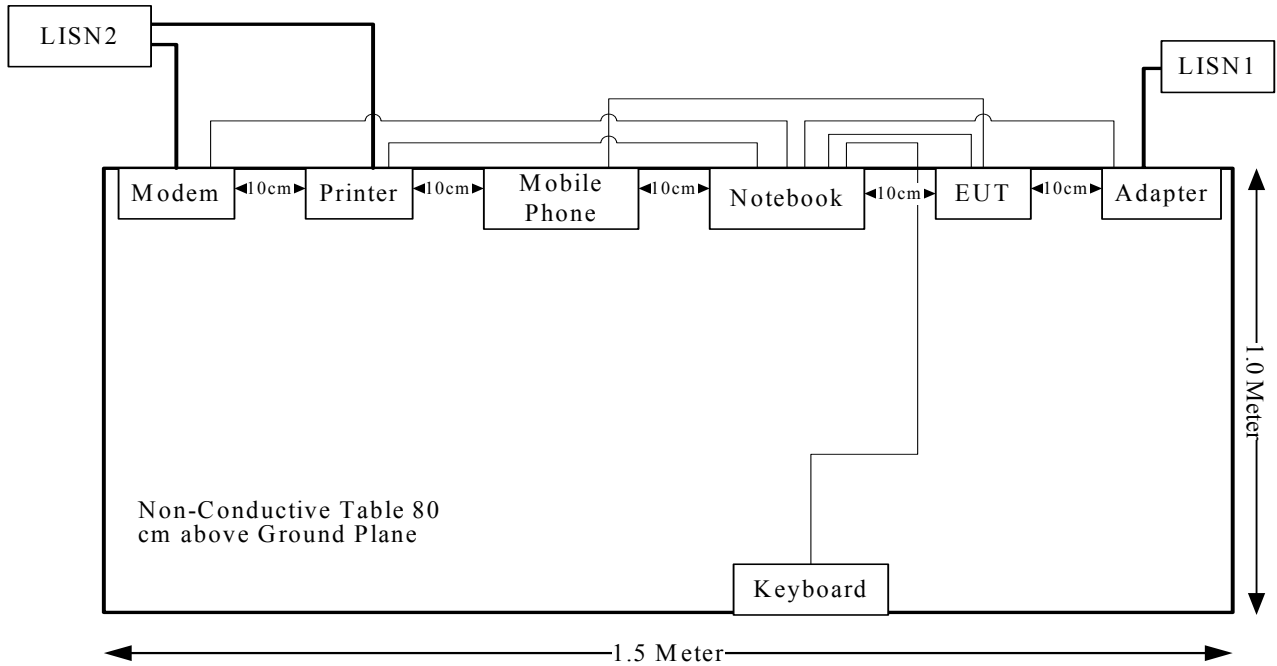 LISN2
LISN1
Modem
10cm
Printer
10cm
Mobile
Phone
10cm
Notebook
10cm
EUT
10cm
Adapter
1.0 Meter
Non-Conductive Table 80
cm above Ground Plane
Keyboard
1.5 Meter